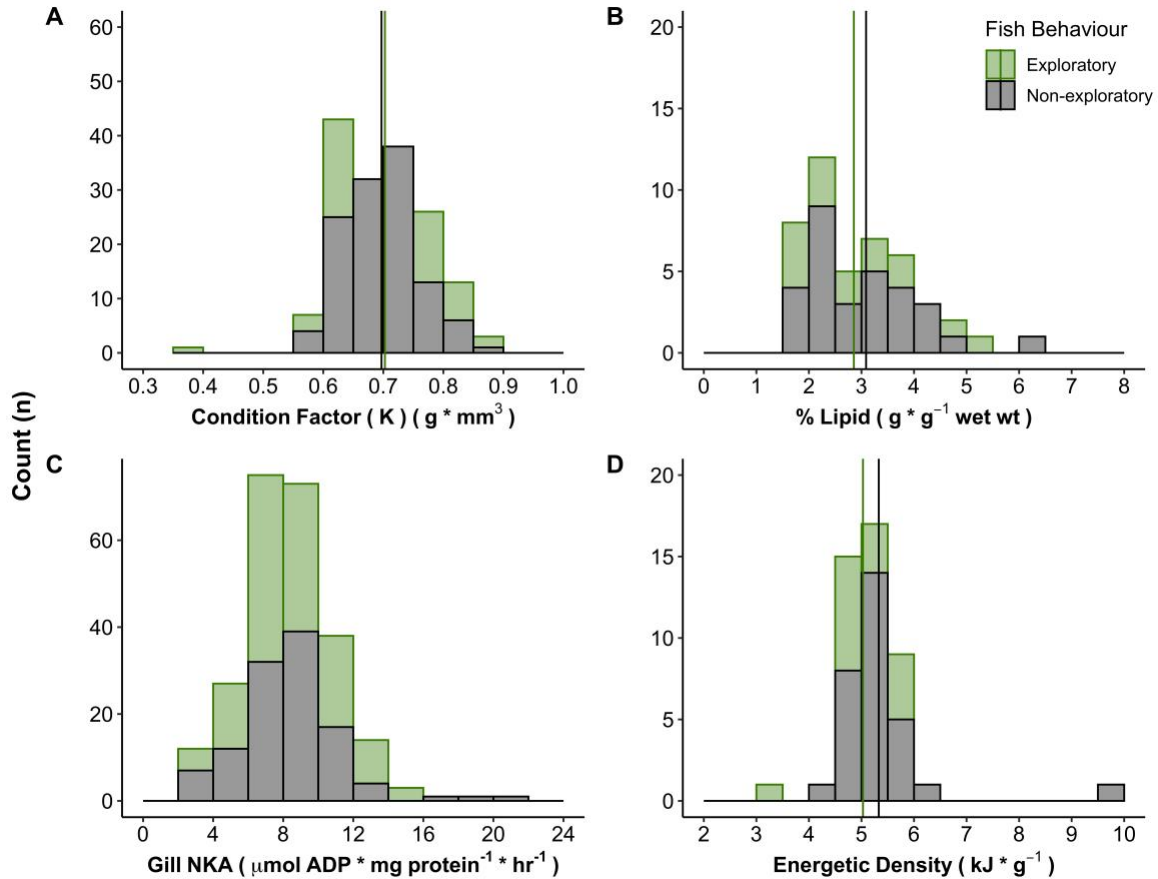 A
60
50
40
30
20
10
0
0.3 0.4 0.5 0.6 0.7 0.8 0.9 1.0
Condition Factor ( K ) ( g * mm³ )
B
20
15
10
5
0
0 1 2 3 4 5 6 7 8
% Lipid ( g * g⁻¹ wet wt )
Fish Behaviour
Exploratory
Non-exploratory
Count (n)
C
60
40
20
0
0 4 8 12 16 20 24
Gill NKA ( μmol ADP * mg protein⁻¹ * hr⁻¹ )
D
20
15
10
5
0
2 3 4 5 6 7 8 9 10
Energetic Density ( kJ * g⁻¹ )